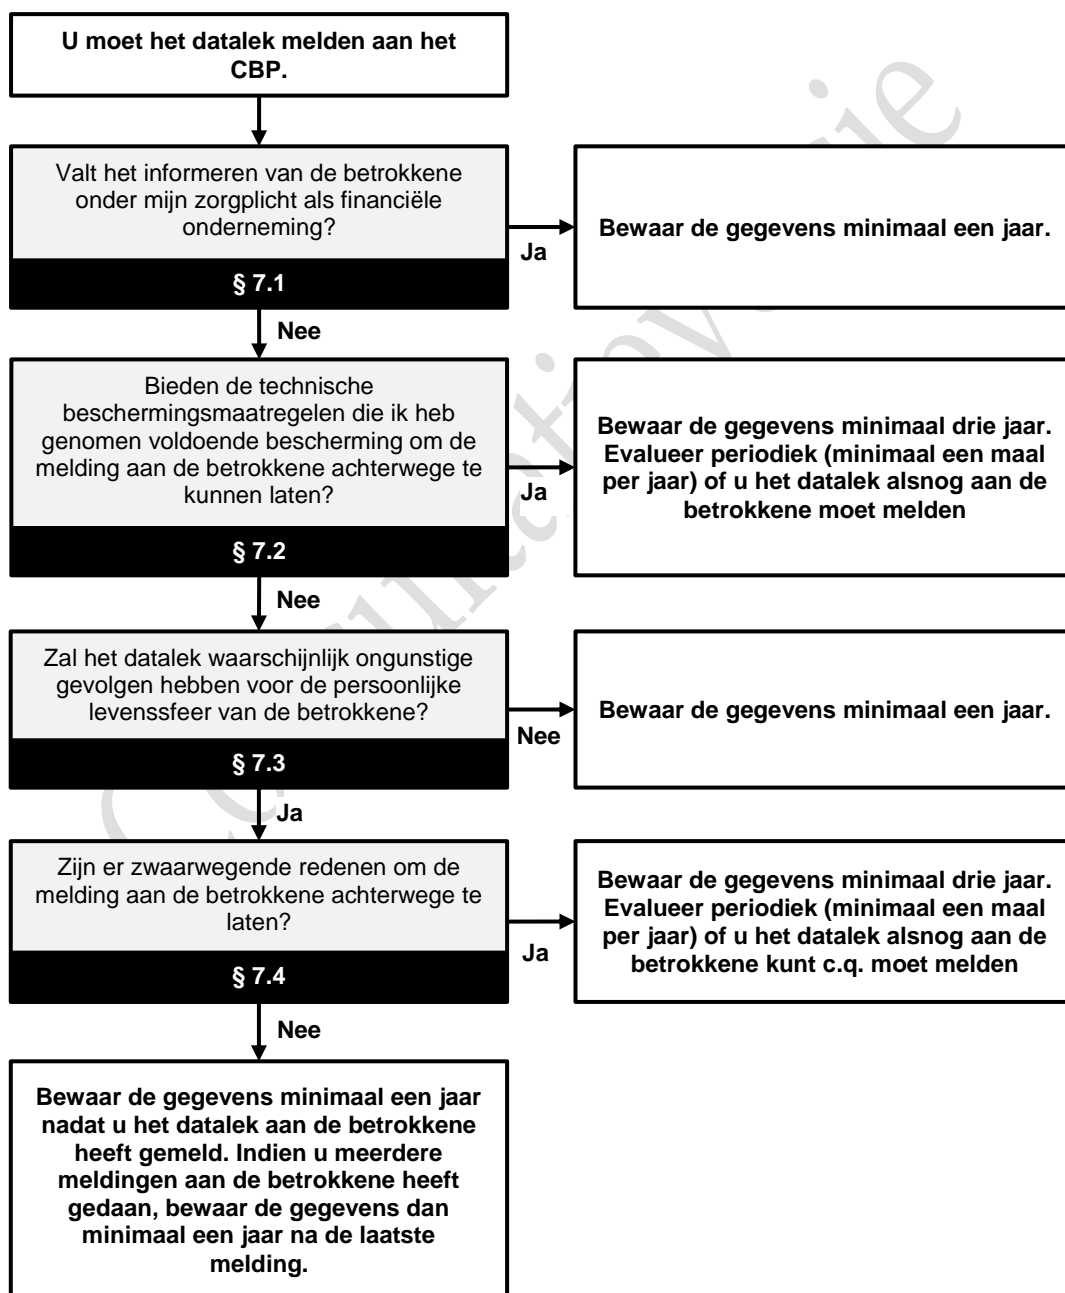 U moet het datalek melden aan het
CBP.
Valt het informeren van de betrokkene
onder mijn zorgplicht als financiële
onderneming?
§ 7.1
Ja
Bewaar de gegevens minimaal een jaar.
Nee
Bieden de technische
beschermingsmaatregelen die ik heb
genomen voldoende bescherming om de
melding aan de betrokkene achterwege te
kunnen laten?
§ 7.2
Ja
Bewaar de gegevens minimaal drie jaar.
Evalueer periodiek (minimaal een maal
per jaar) of u het datalek alsnog aan de
betrokkene moet melden
Nee
Zal het datalek waarschijnlijk ongunstige
gevolgen hebben voor de persoonlijke
levenssfeer van de betrokkene?
§ 7.3
Nee
Bewaar de gegevens minimaal een jaar.
Ja
Zijn er zwaarwegende redenen om de
melding aan de betrokkene achterwege te
laten?
§ 7.4
Ja
Bewaar de gegevens minimaal drie jaar.
Evalueer periodiek (minimaal een maal
per jaar) of u het datalek alsnog aan de
betrokkene kunt c.q. moet melden
Nee
Bewaar de gegevens minimaal een jaar
nadat u het datalek aan de betrokkene
heeft gemeld. Indien u meerdere
meldingen aan de betrokkene heeft
gedaan, bewaar de gegevens dan
minimaal een jaar na de laatste
melding.